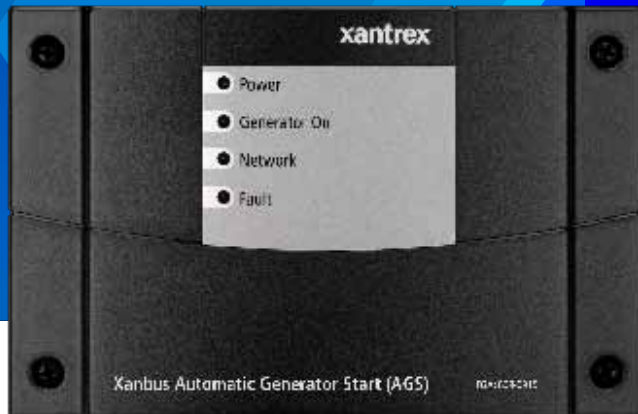 xantrex
Power
Generator On
Network
Fault
Xanbus Automatic Generator Start (AGS)